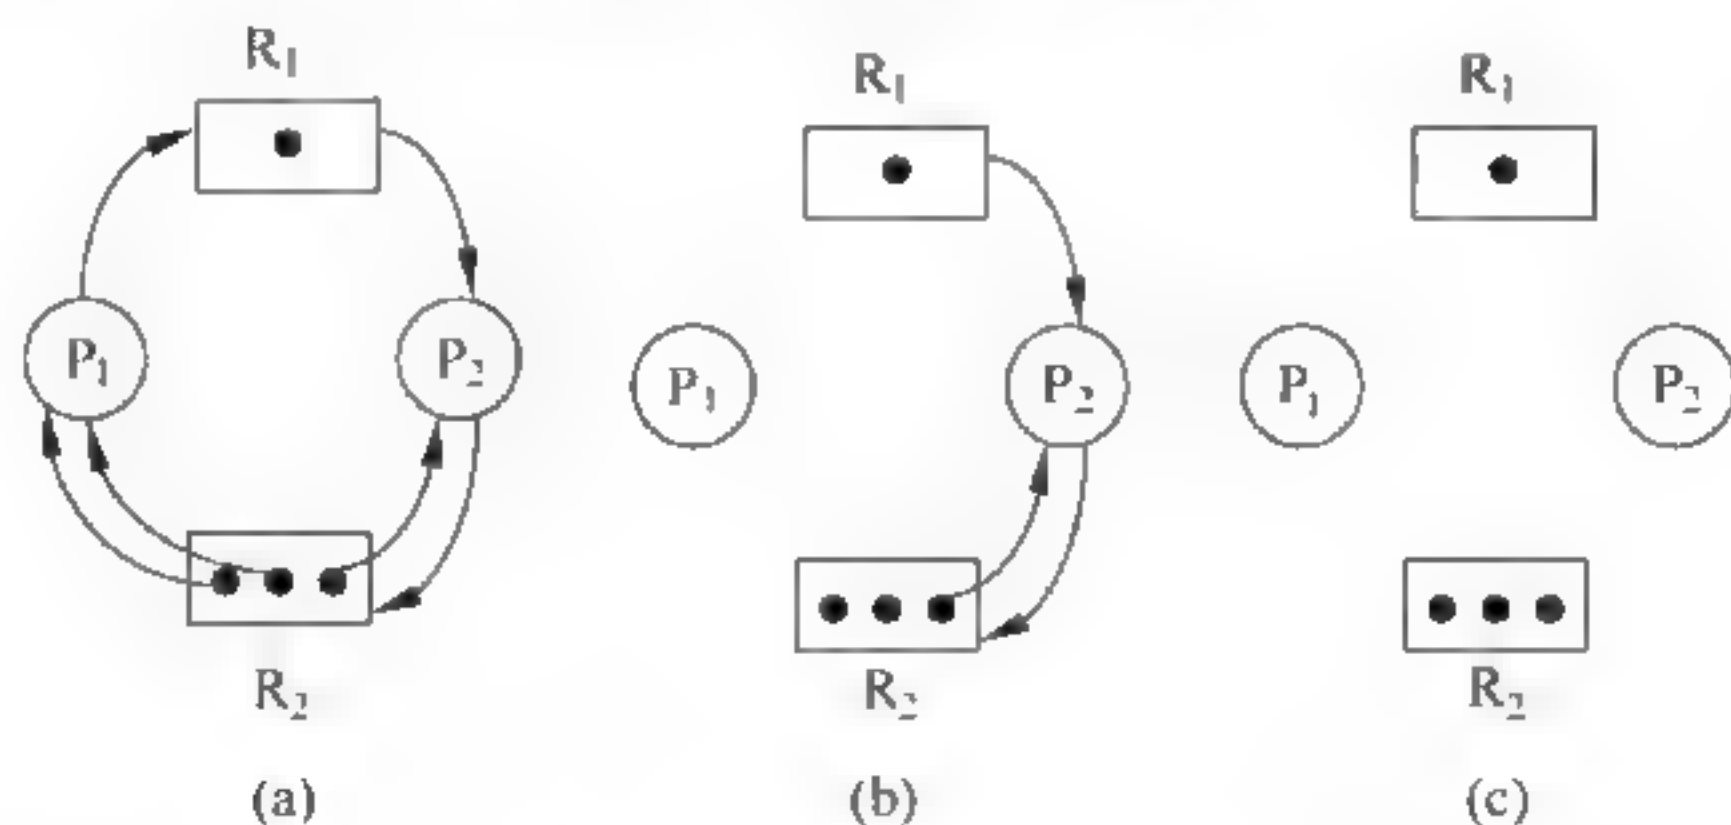 R₁ R₁ R₁
P₁ P₂ P₁ P₂ P₁ P₂
R₂ R₂ R₂
(a) (b) (c)